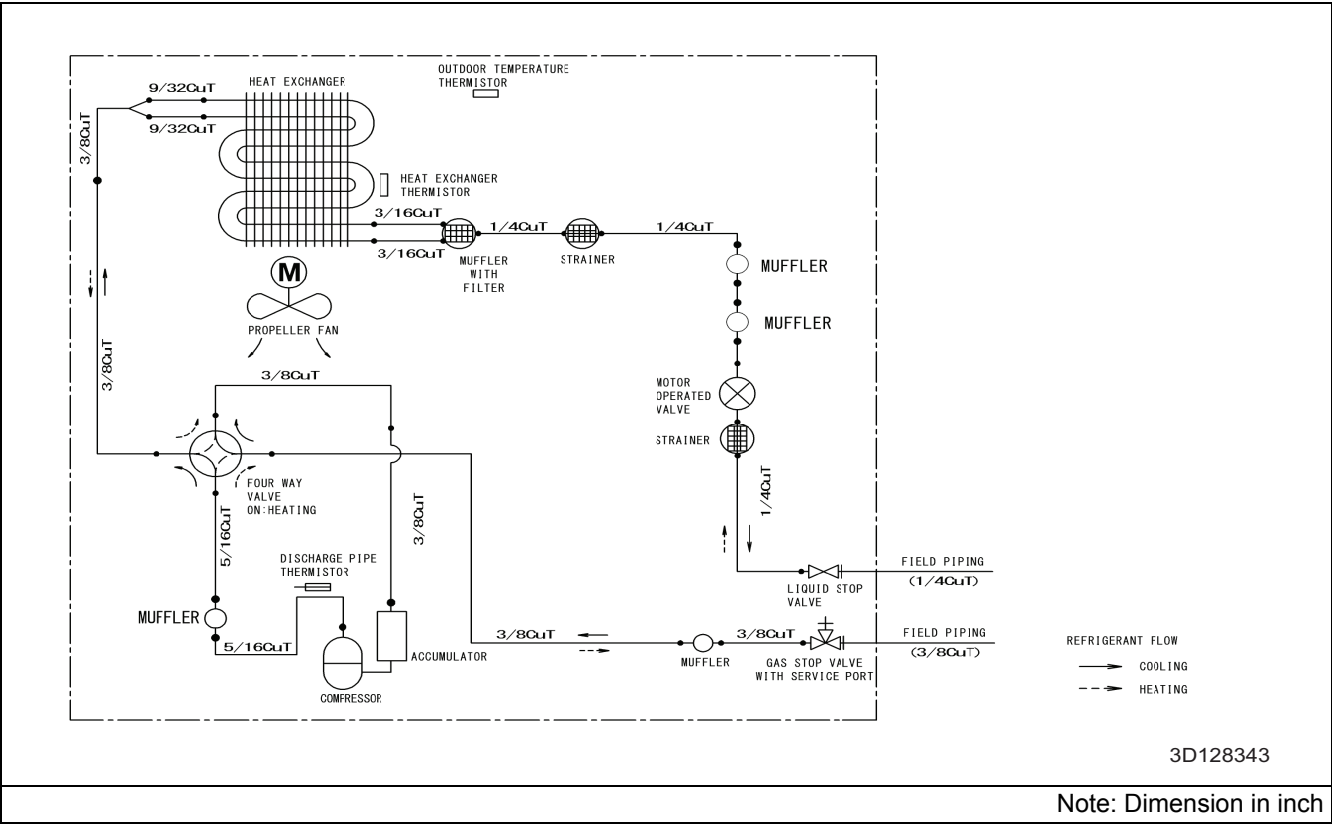 OUTDOOR TEMPERATURE
THERMISTOR
HEAT EXCHANGER
9/32CuT
9/32CuT
3/8CuT
HEAT EXCHANGER
THERMISTOR
3/16CuT
3/16CuT
1/4CuT
1/4CuT
MUFFLER
WITH
FILTER
STRAINER
MUFFLER
MUFFLER
M
PROPELLER FAN
3/8CuT
3/8CuT
MOTOR
OPERATED
VALVE
STRAINER
FOUR WAY
VALVE
ON:HEATING
5/16CuT
3/8CuT
1/4CuT
DISCHARGE PIPE
THERMISTOR
FIELD PIPING
(1/4CuT)
LIQUID STOP
VALVE
MUFFLER
5/16CuT
ACCUMULATOR
COMPRESSOR
3/8CuT
MUFFLER
3/8CuT
GAS STOP VALVE
WITH SERVICE PORT
FIELD PIPING
(3/8CuT)
REFRIGERANT FLOW
COOLING
HEATING
3D128343
Note: Dimension in inch